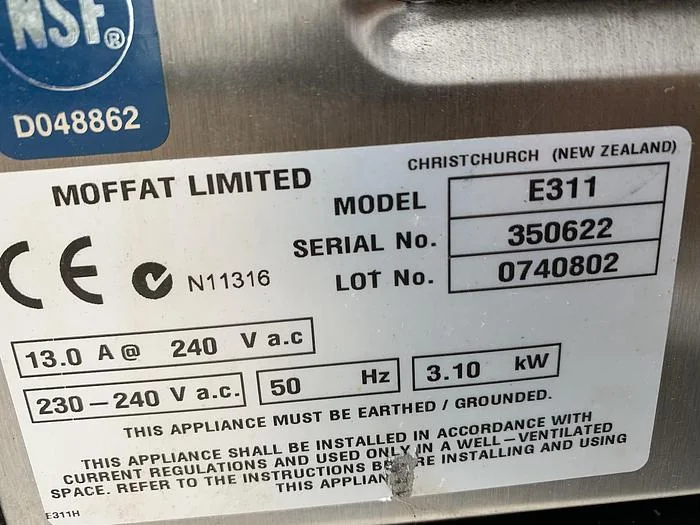 NSF®
D048862
MOFFAT LIMITED
CHRISTCHURCH (NEW ZEALAND)
MODEL E311
SERIAL No. 350622
LOT No. 0740802
CE N11316
13.0 A @ 240 V a.c
230-240 V a.c. 50 Hz 3.10 kW
THIS APPLIANCE MUST BE EARTHED / GROUNDED.
THIS APPLIANCE SHALL BE INSTALLED IN ACCORDANCE WITH
CURRENT REGULATIONS AND USED ONLY IN A WELL-VENTILATED
SPACE. REFER TO THE INSTRUCTIONS BEFORE INSTALLING AND USING
THIS APPLIAN
E311H